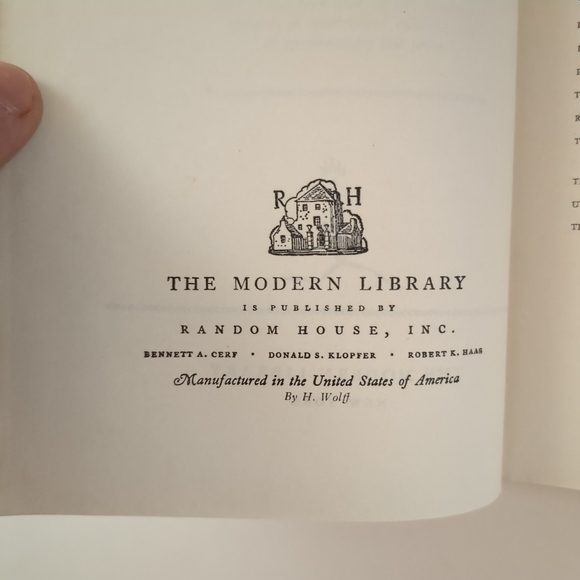 R H
THE MODERN LIBRARY
IS PUBLISHED BY
RANDOM HOUSE, INC.
BENNETT A. CERF • DONALD S. KLOPFER • ROBERT K. HAAS
Manufactured in the United States of America
By H. Wolff